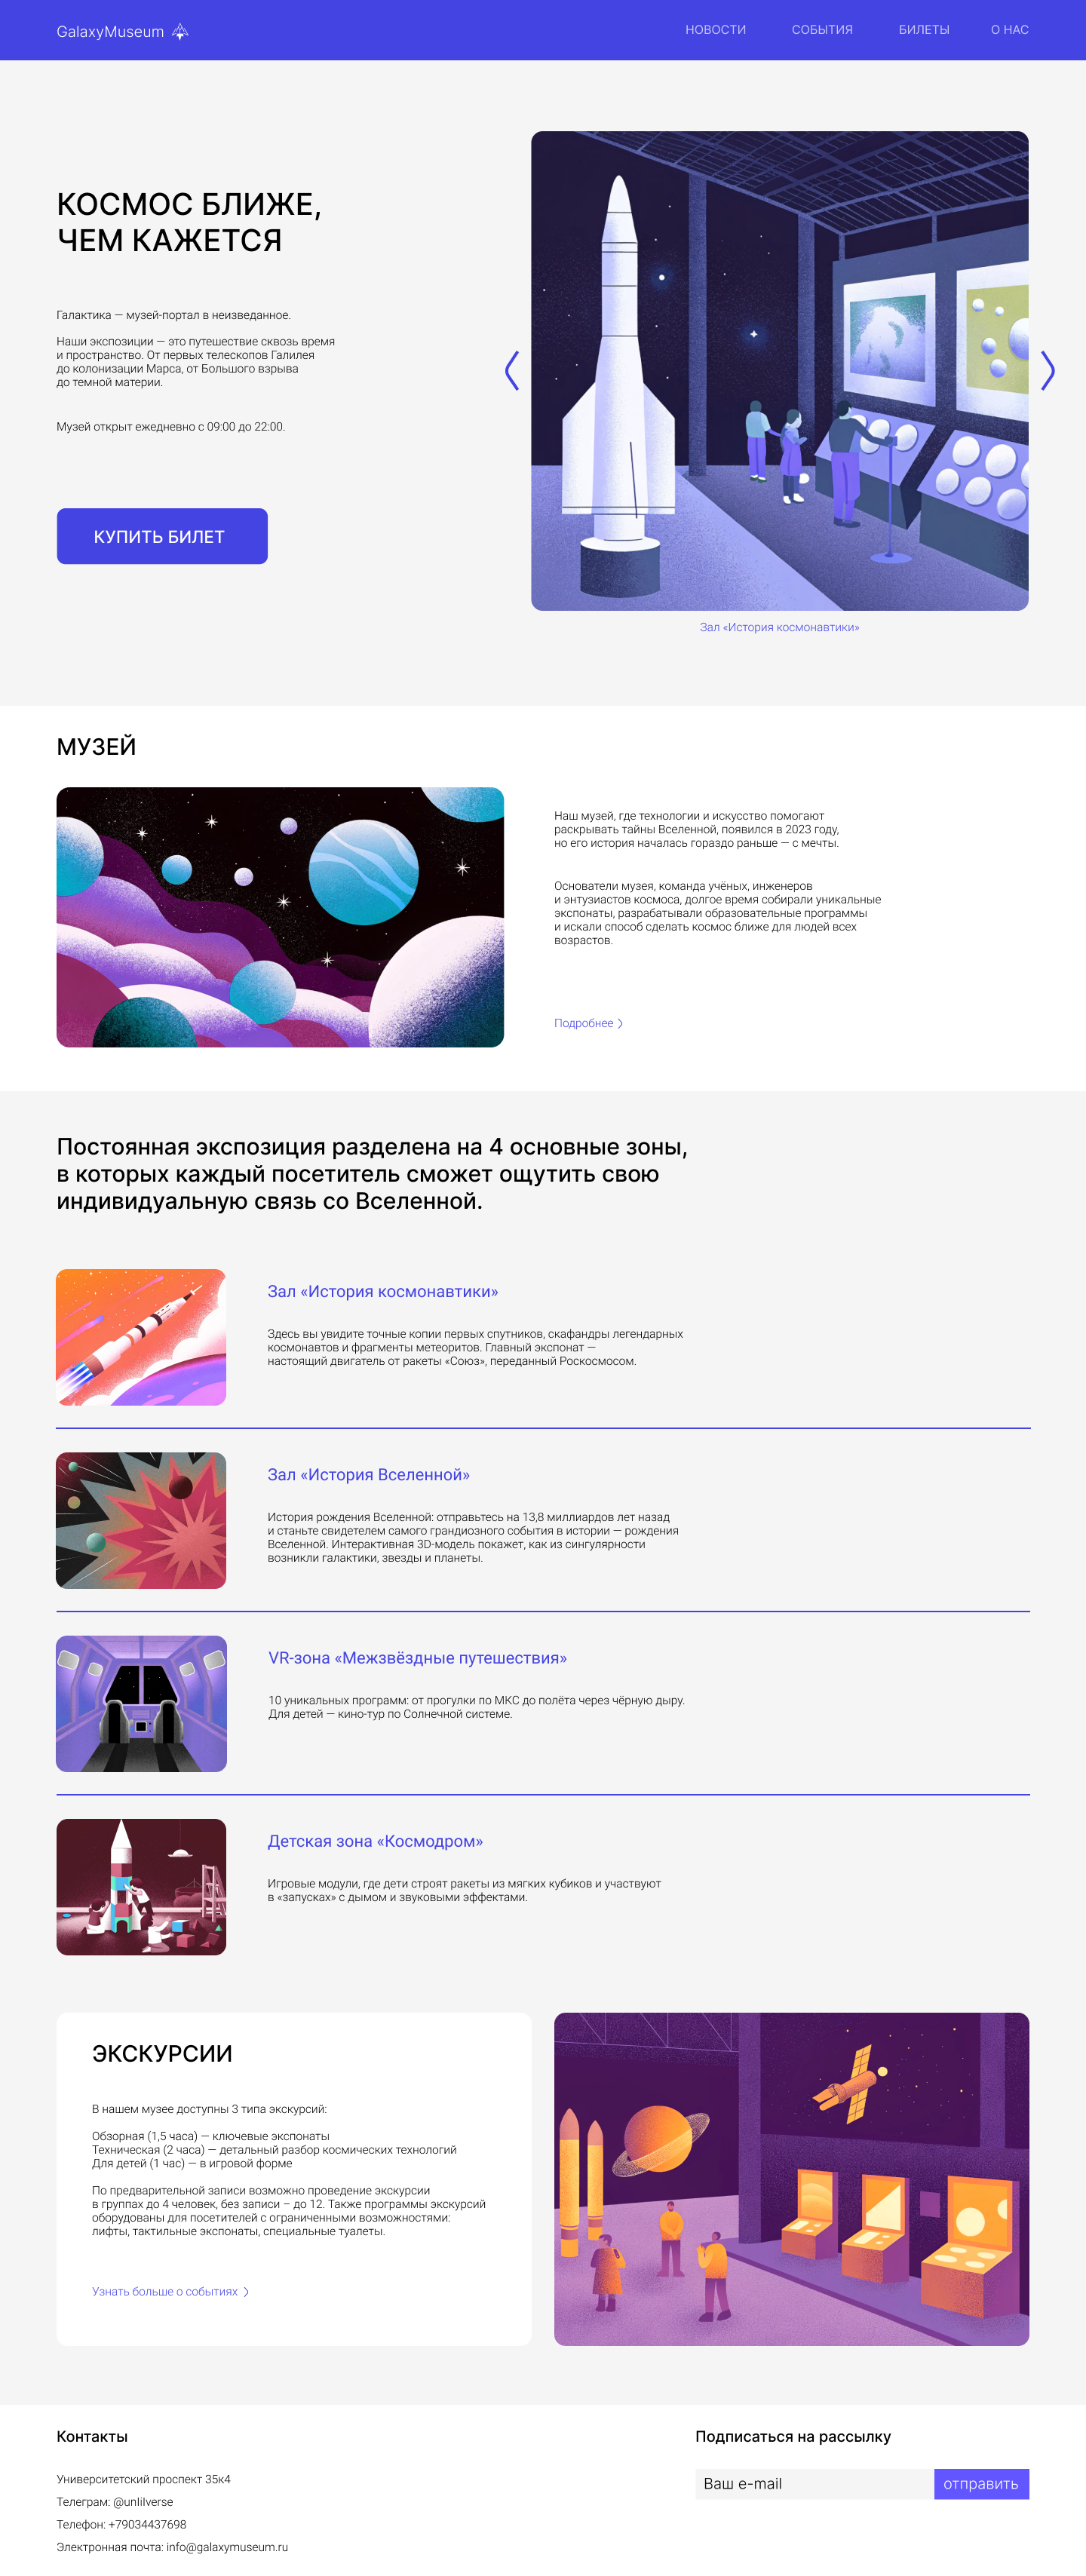 GalaxyMuseum
НОВОСТИ
СОБЫТИЯ
БИЛЕТЫ
О НАС
КОСМОС БЛИЖЕ,
ЧЕМ КАЖЕТСЯ
Галактика — музей-портал в неизведанное.
Наши экспозиции — это путешествие сквозь время
и пространство. От первых телескопов Галилея
до колонизации Марса, от Большого взрыва
до темной материи.
Музей открыт ежедневно с 09:00 до 22:00.
КУПИТЬ БИЛЕТ
Зал «История космонавтики»
МУЗЕЙ
Наш музей, где технологии и искусство помогают
раскрывать тайны Вселенной, появился в 2023 году,
но его история началась гораздо раньше — с мечты.
Основатели музея, команда учёных, инженеров
и энтузиастов космоса, долгое время собирали уникальные
экспонаты, разрабатывали образовательные программы
и искали способ сделать космос ближе для людей всех
возрастов.
Подробнее
Постоянная экспозиция разделена на 4 основные зоны,
в которых каждый посетитель сможет ощутить свою
индивидуальную связь со Вселенной.
Зал «История космонавтики»
Здесь вы увидите точные копии первых спутников, скафандры легендарных
космонавтов и фрагменты метеоритов. Главный экспонат —
настоящий двигатель от ракеты «Союз», переданный Роскосмосом.
Зал «История Вселенной»
История рождения Вселенной: отправьтесь на 13,8 миллиардов лет назад
и станьте свидетелем самого грандиозного события в истории — рождения
Вселенной. Интерактивная 3D-модель покажет, как из сингулярности
возникли галактики, звезды и планеты.
VR-зона «Межзвёздные путешествия»
10 уникальных программ: от прогулки по МКС до полёта через чёрную дыру.
Для детей — кино-тур по Солнечной системе.
Детская зона «Космодром»
Игровые модули, где дети строят ракеты из мягких кубиков и участвуют
в «запусках» с дымом и звуковыми эффектами.
ЭКСКУРСИИ
В нашем музее доступны 3 типа экскурсий:
Обзорная (1,5 часа) — ключевые экспонаты
Техническая (2 часа) — детальный разбор космических технологий
Для детей (1 час) — в игровой форме
По предварительной записи возможно проведение экскурсии
в группах до 4 человек, без записи – до 12. Также программы экскурсий
оборудованы для посетителей с ограниченными возможностями:
лифты, тактильные экспонаты, специальные туалеты.
Узнать больше о событиях
Контакты
Университетский проспект 35к4
Телеграм: @unlilverse
Телефон: +79034437698
Электронная почта: info@galaxymuseum.ru
Подписаться на рассылку
Ваш e-mail
отправить